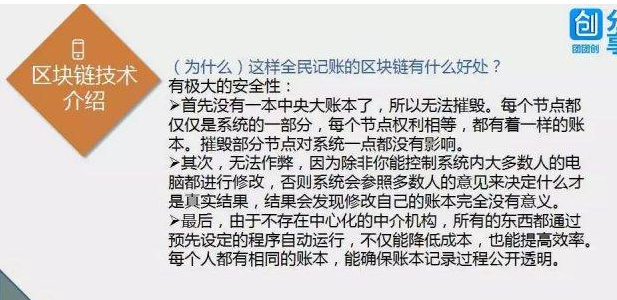 区块链技术
介绍
创
团团创
分
享
（为什么）这样全民记账的区块链有什么好处？
有极大的安全性：
➢首先没有一本中央大账本了，所以无法摧毁。每个节点都
仅仅是系统的一部分，每个节点权利相等，都有着一样的账
本。摧毁部分节点对系统一点都没有影响。
➢其次，无法作弊，因为除非你能控制系统内大多数人的电
脑都进行修改，否则系统会参照多数人的意见来决定什么才
是真实结果，结果会发现修改自己的账本完全没有意义。
➢最后，由于不存在中心化的中介机构，所有的东西都通过
预先设定的程序自动运行，不仅能降低成本，也能提高效率。
每个人都有相同的账本，能确保账本记录过程公开透明。